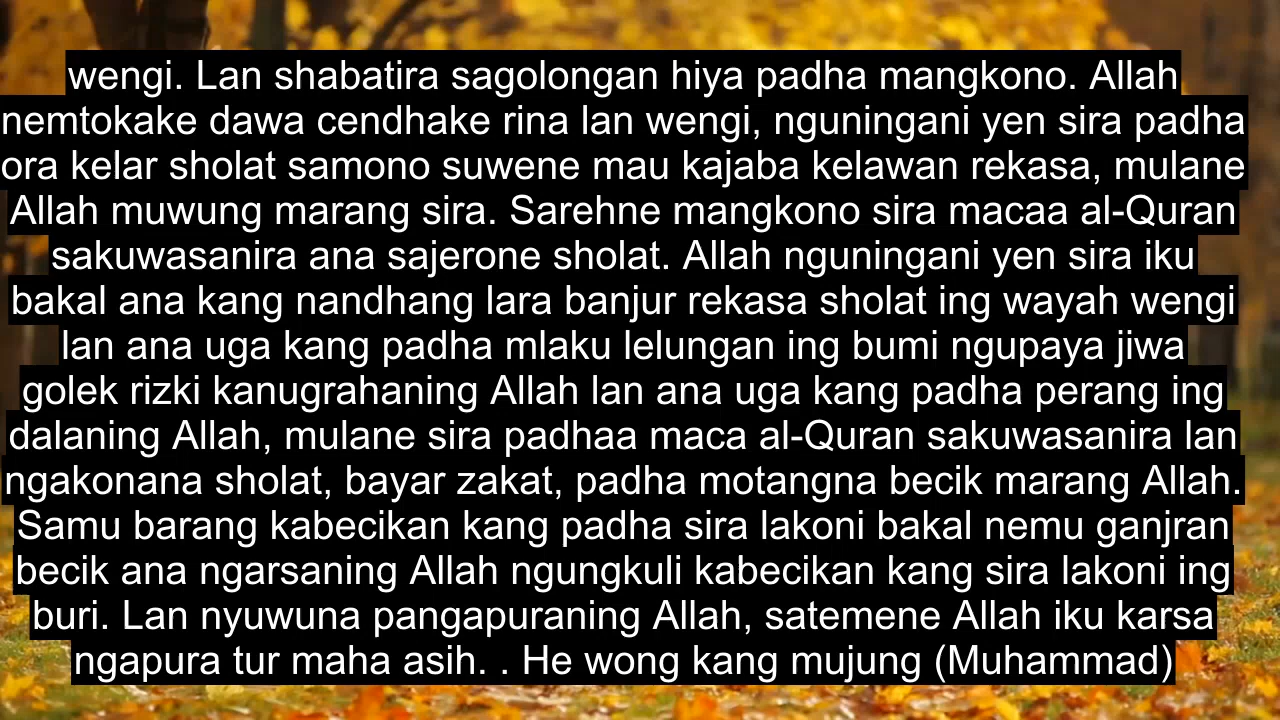 wengi. Lan shabatira sagolongan hiya padha mangkono. Allah
nemtokake dawa cendhake rina lan wengi, nguningani yen sira padha
ora kelar sholat samono suwene mau kajaba kelawan rekasa, mulane
Allah muwung marang sira. Sarehne mangkono sira macaa al-Quran
sakuwasanira ana sajerone sholat. Allah nguningani yen sira iku
bakal ana kang nandhang lara banjur rekasa sholat ing wayah wengi
lan ana uga kang padha mlaku lelungan ing bumi ngupaya jiwa
golek rizki kanugrahaning Allah lan ana uga kang padha perang ing
dalaning Allah, mulane sira padhaa maca al-Quran sakuwasanira lan
ngakonana sholat, bayar zakat, padha motangna becik marang Allah.
Samu barang kabecikan kang padha sira lakoni bakal nemu ganjran
becik ana ngarsaning Allah ngungkuli kabecikan kang sira lakoni ing
buri. Lan nyuwuna pangapuraning Allah, satemene Allah iku karsa
ngapura tur maha asih. . He wong kang mujung (Muhammad)